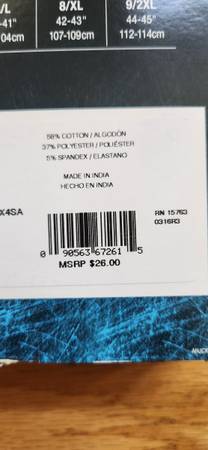 /L 8/XL 9/2XL
-41" 42-43" 44-45"
04cm 107-109cm 112-114cm
58% COTTON / ALGODÓN
37% POLYESTER / POLIÉSTER
5% SPANDEX / ELASTANO
MADE IN INDIA
HECHO EN INDIA
X4SA
RN 15763
0316R3
0 90563 67261 5
MSRP $26.00